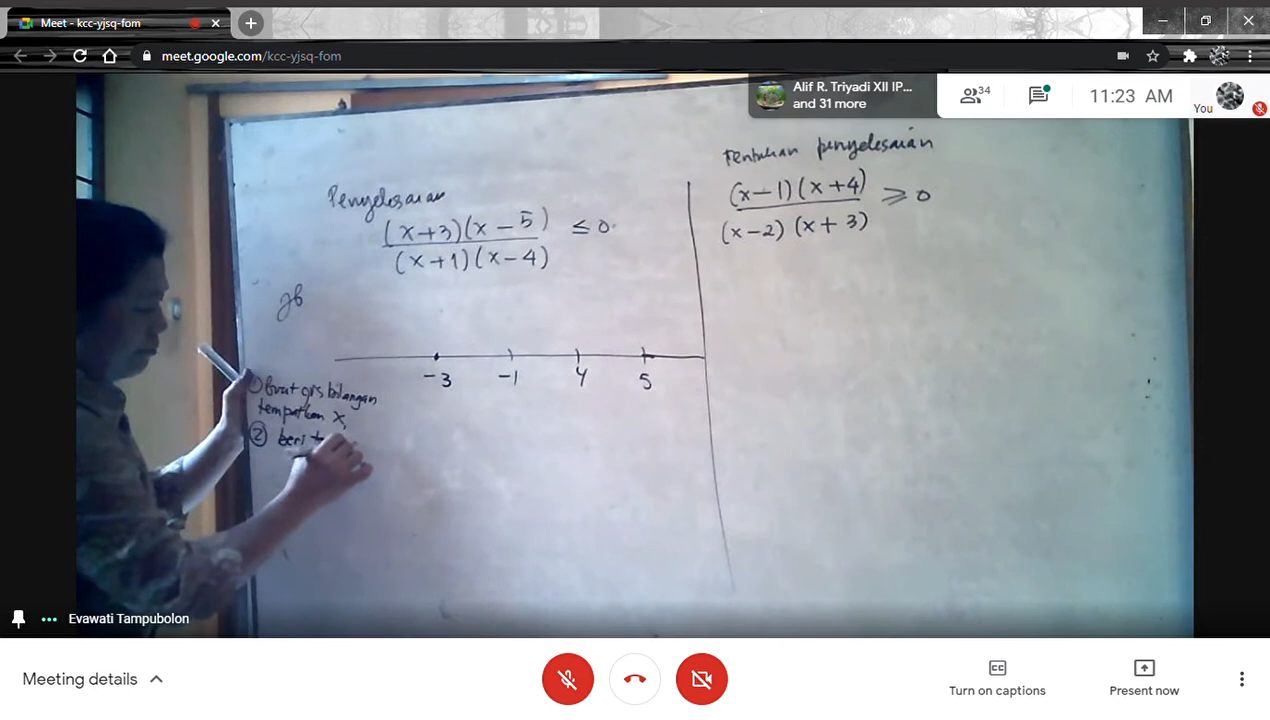 Meet - kcc-yjsq-fom
meet.google.com/kcc-yjsq-fom
Alif R. Triyadi XII IP...
and 31 more
34
11:23 AM
You
Penyelesaian
(x+3)(x-5) ≤ 0.
(x+1)(x-4)
jb
-3 -1 4 5
① Buat grs bilangan
tempatkan x,
② beri
Tentukan penyelesaian
(x-1)(x+4) ≥ 0
(x-2)(x+3)
Evawati Tampubolon
Meeting details
Turn on captions
Present now